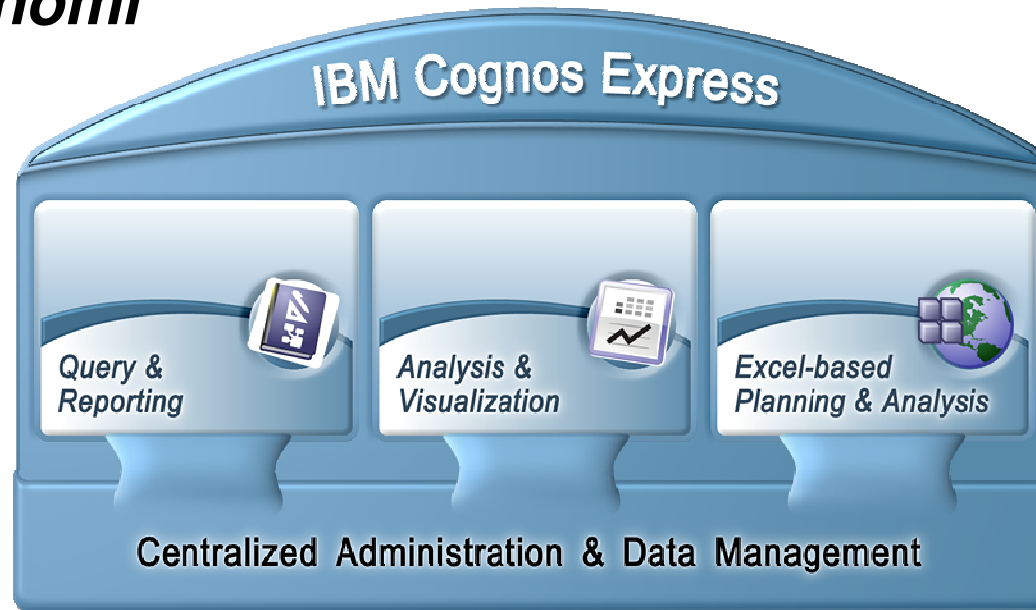 IBM Cognos Express
Query &
Reporting
Analysis &
Visualization
Excel-based
Planning & Analysis
Centralized Administration & Data Management